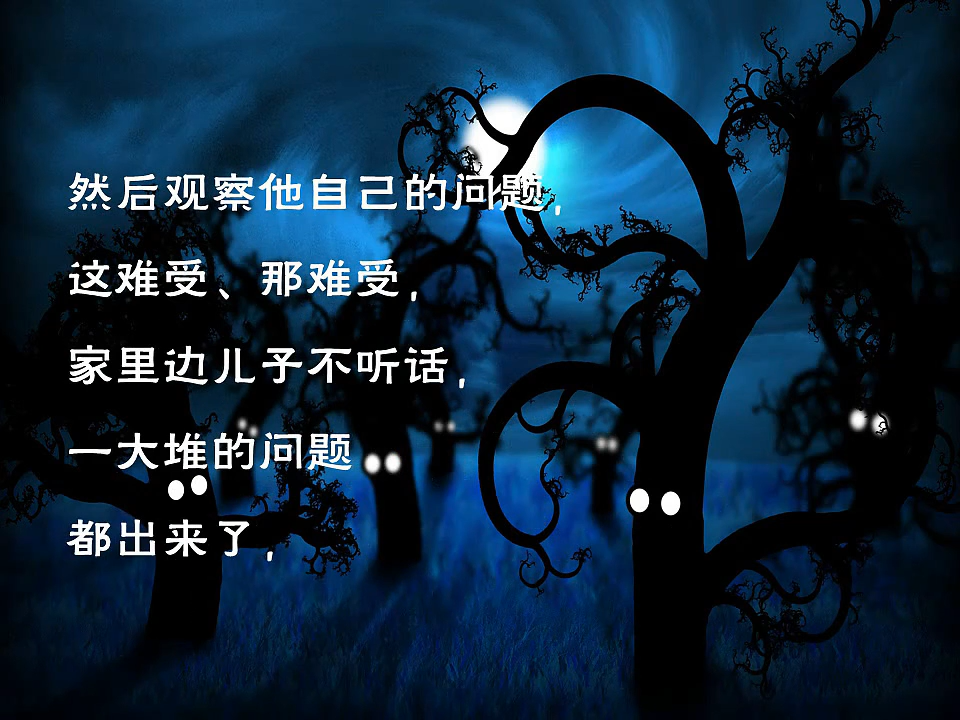 然后观察他自己的问题，
这难受、那难受，
家里边儿子不听话，
一大堆的问题
都出来了，